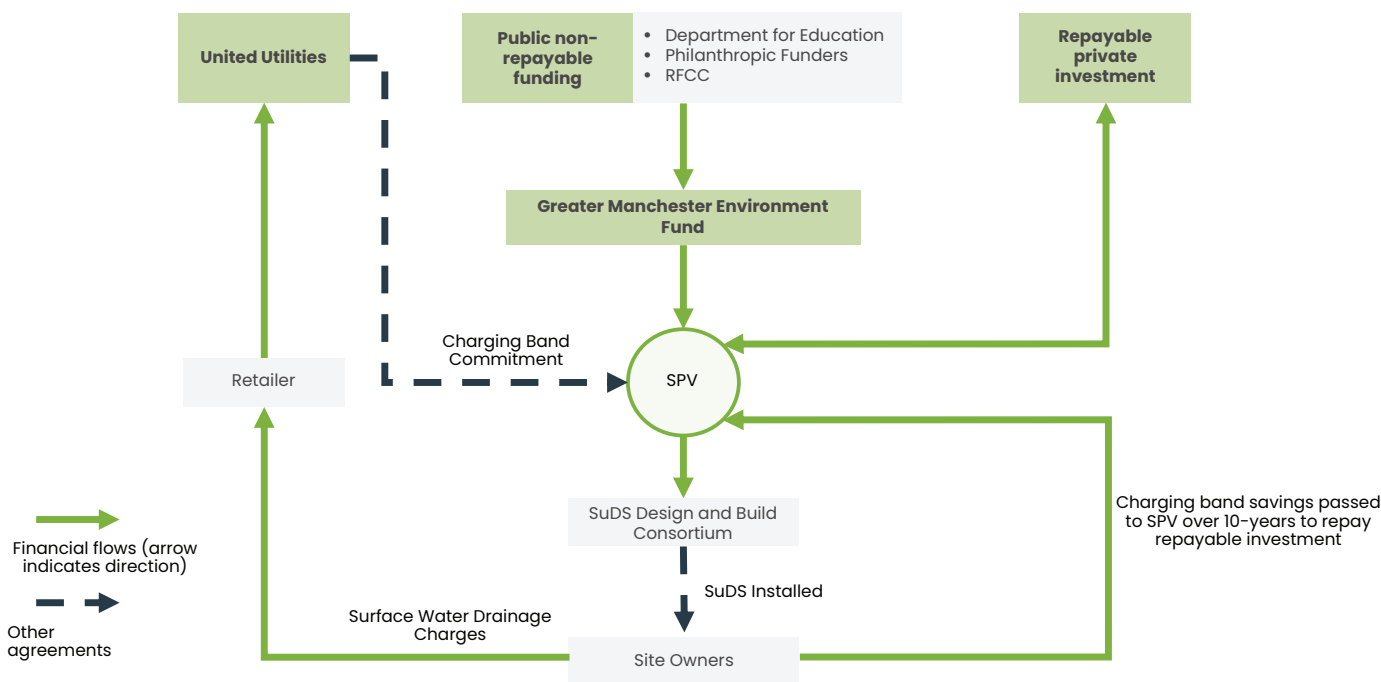 United Utilities
Public non-
repayable
funding
• Department for Education
• Philanthropic Funders
• RFCC
Repayable
private
investment
Greater Manchester Environment
Fund
Charging Band
Commitment
Retailer
SPV
SuDS Design and Build
Consortium
Charging band savings passed
to SPV over 10-years to repay
repayable investment
Financial flows (arrow
indicates direction)
SuDS Installed
Other
agreements
Surface Water Drainage
Charges
Site Owners